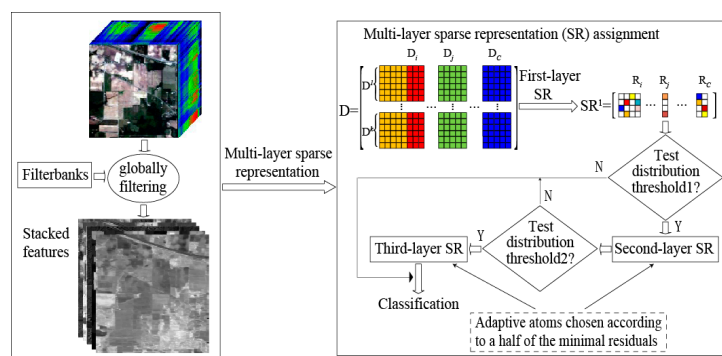 Multi-layer sparse representation (SR) assignment
D_i D_j D_c
D= D^1 D^k
First-layer
SR
SR^1=
R_i R_j R_c
... ... ...
Filterbanks
globally
filtering
Stacked
features
Multi-layer sparse
representation
Test
distribution
threshold1?
N
Y
Test
distribution
threshold2?
N
Y
Third-layer SR
Second-layer SR
Classification
Adaptive atoms chosen according
to a half of the minimal residuals